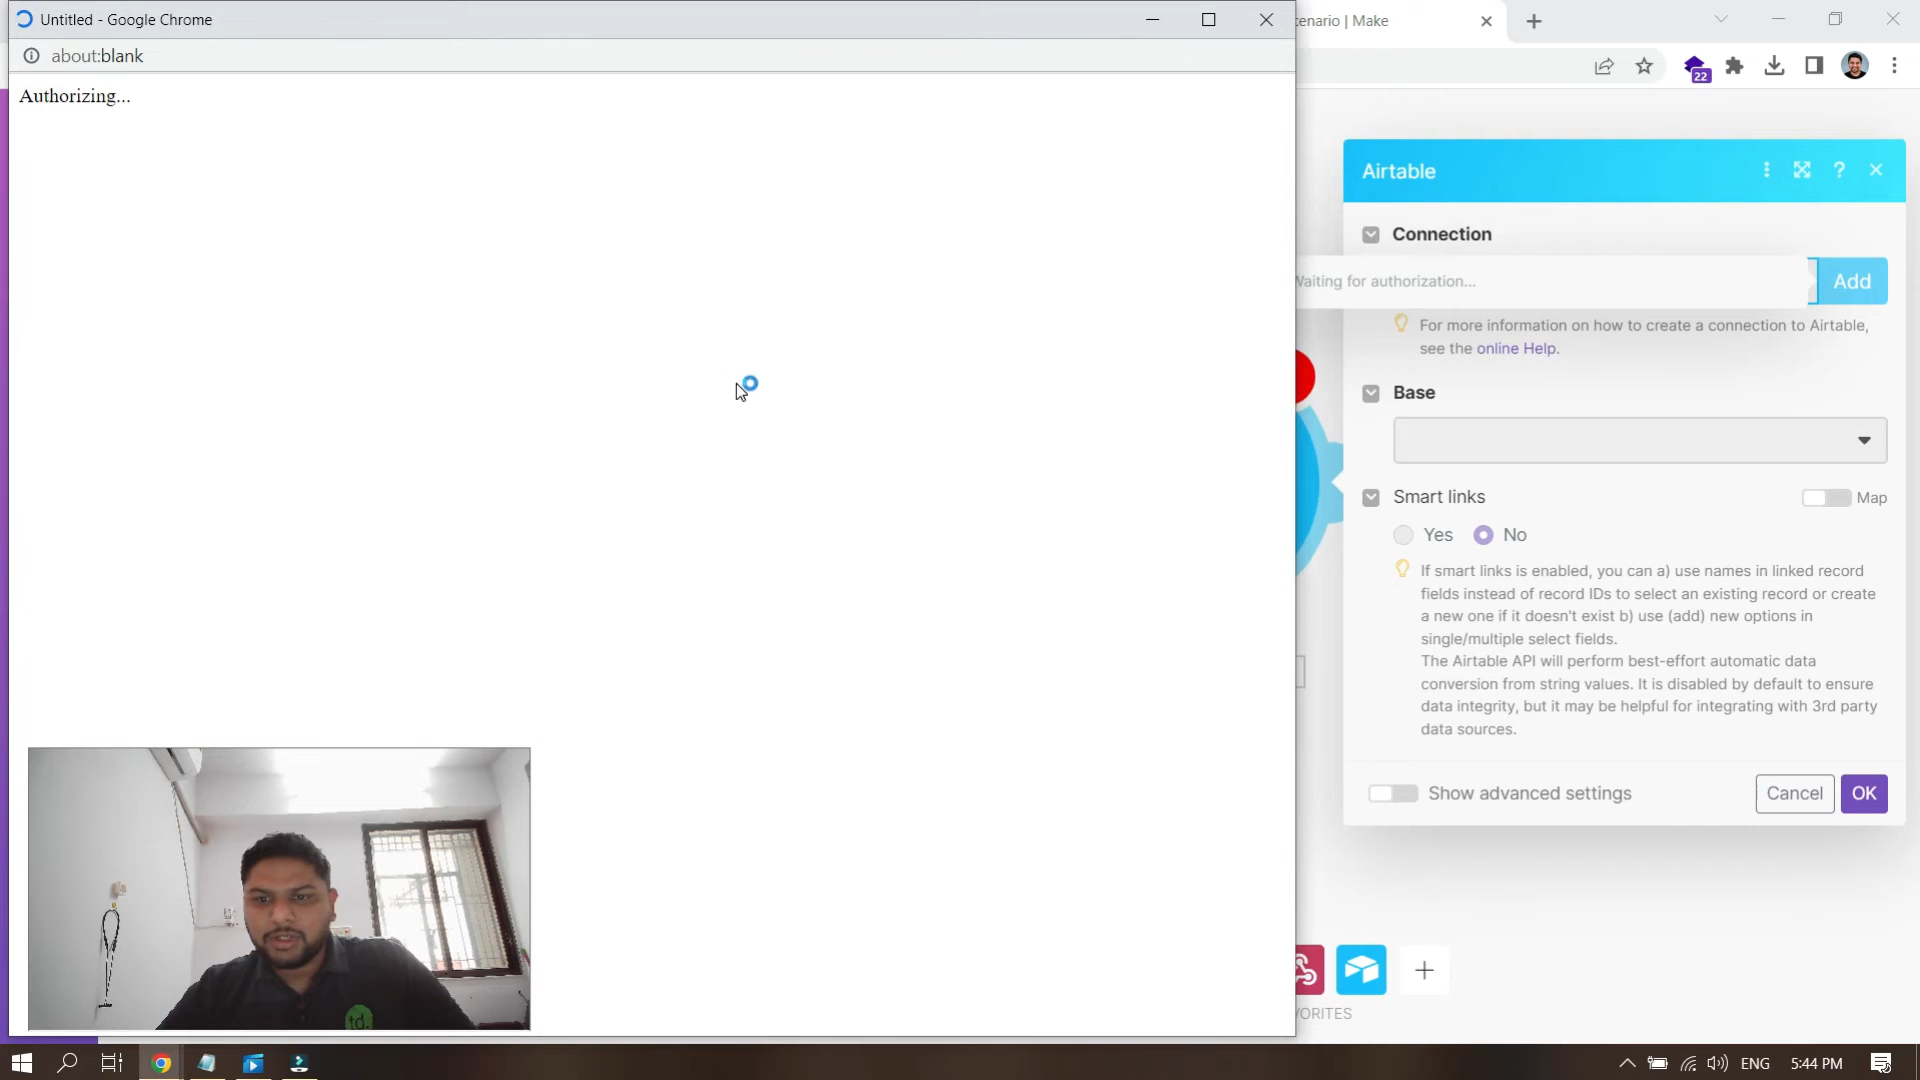 Untitled - Google Chrome
about:blank
Authorizing...
cenario | Make
22
Airtable
Connection
Waiting for authorization...
Add
For more information on how to create a connection to Airtable,
see the online Help.
Base
Smart links
Map
Yes
No
If smart links is enabled, you can a) use names in linked record
fields instead of record IDs to select an existing record or create
a new one if it doesn't exist b) use (add) new options in
single/multiple select fields.
The Airtable API will perform best-effort automatic data
conversion from string values. It is disabled by default to ensure
data integrity, but it may be helpful for integrating with 3rd party
data sources.
Show advanced settings
Cancel
OK
VORITES
td.
ENG
5:44 PM